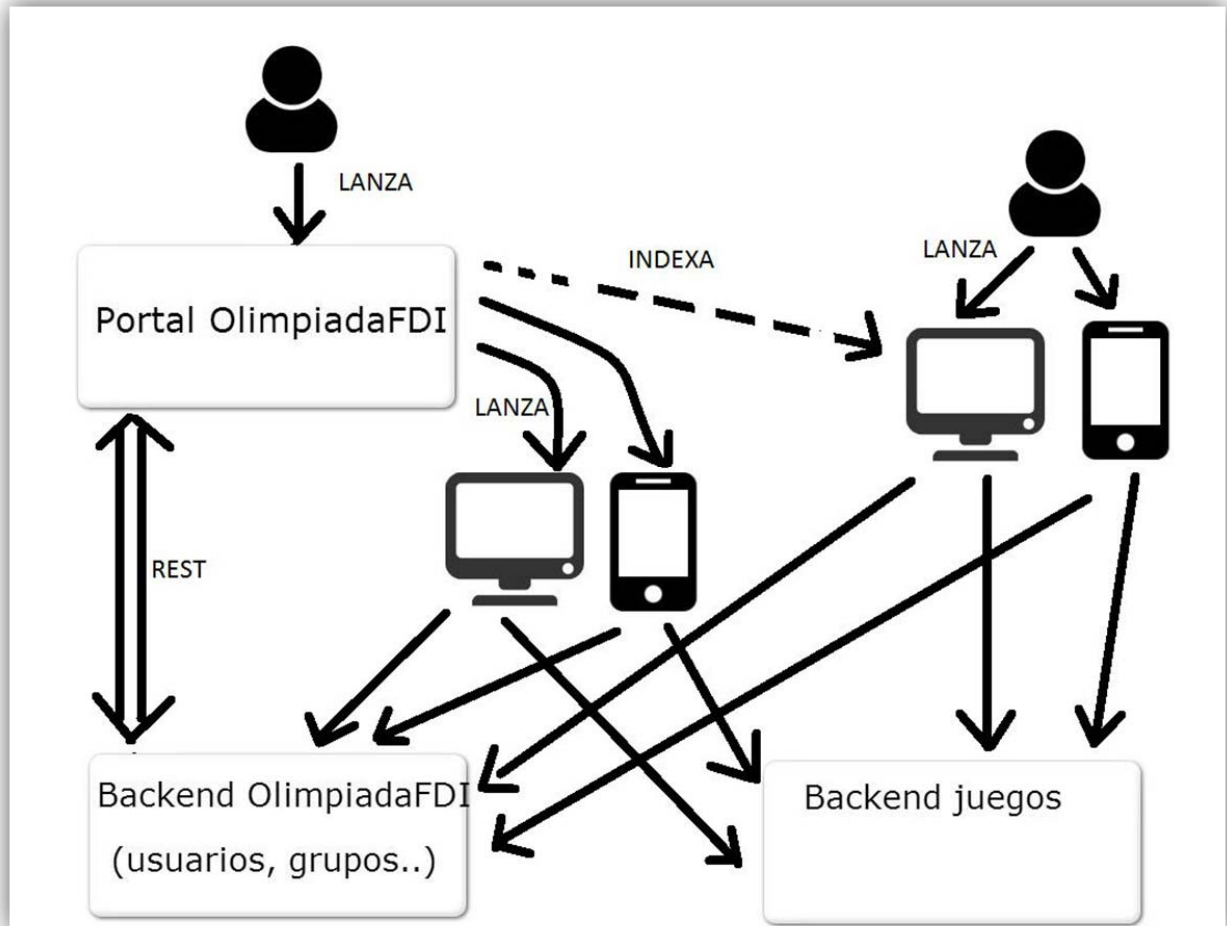 LANZA
INDEXA
LANZA
Portal OlimpiadaFDI
LANZA
REST
Backend OlimpiadaFDI
(usuarios, grupos..)
Backend juegos